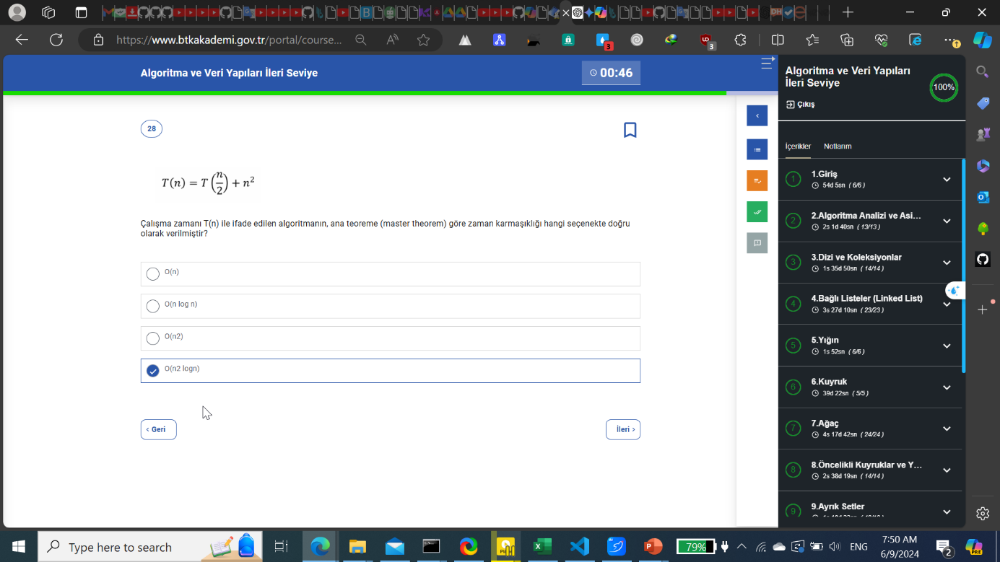 https://www.btkakademi.gov.tr/portal/course...
3
3
Algoritma ve Veri Yapıları İleri Seviye
00:46
28
T(n) = T(n/2) + n²
Çalışma zamanı T(n) ile ifade edilen algoritmanın, ana teoreme (master theorem) göre zaman karmaşıklığı hangi seçenekte doğru
olarak verilmiştir?
O(n)
O(n log n)
O(n2)
O(n2 logn)
‹ Geri
İleri ›
Algoritma ve Veri Yapıları
İleri Seviye
100%
Çıkış
İçerikler Notlarım
1 1.Giriş
54d 5sn (6/6)
2 2.Algoritma Analizi ve Asi...
2s 1d 40sn (13/13)
3 3.Dizi ve Koleksiyonlar
1s 35d 50sn (14/14)
4 4.Bağlı Listeler (Linked List)
3s 27d 10sn (23/23)
5 5.Yığın
1s 52sn (6/6)
6 6.Kuyruk
39d 22sn (5/5)
7 7.Ağaç
4s 17d 42sn (24/24)
8 8.Öncelikli Kuyruklar ve Y...
2s 38d 19sn (14/14)
9 9.Ayrık Setler
Type here to search
79%
ENG
7:50 AM
6/9/2024
2
PRE